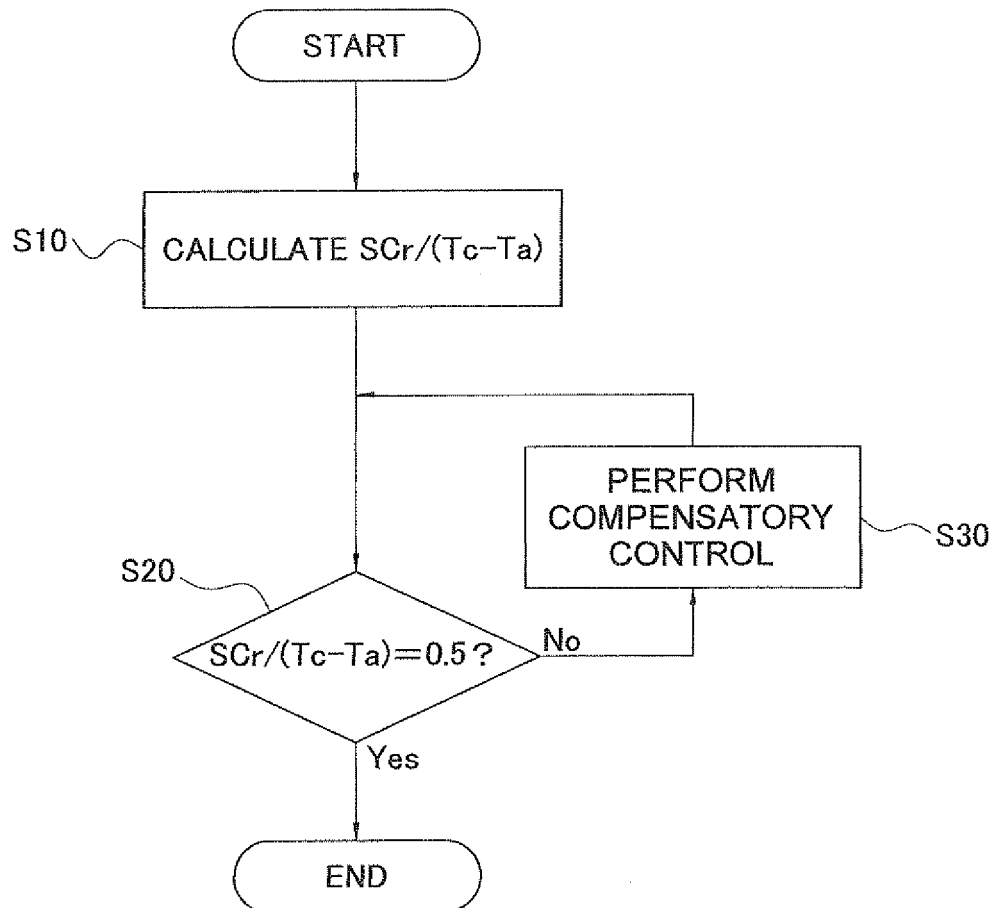 START
S10
CALCULATE SCr/(Tc-Ta)
PERFORM
COMPENSATORY
CONTROL
S30
S20
SCr/(Tc-Ta)=0.5?
No
Yes
END